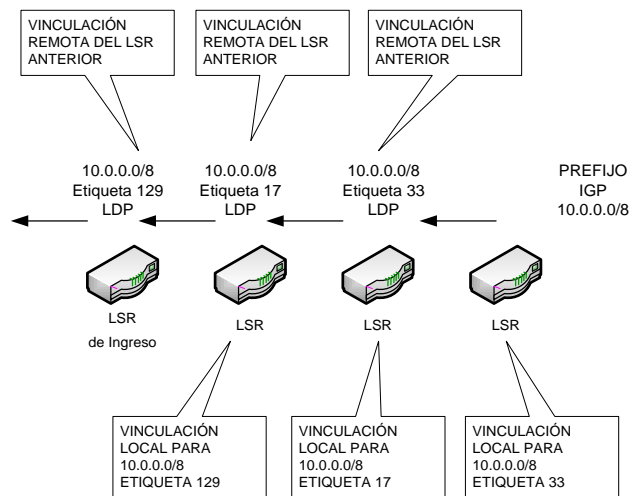 VINCULACIÓN
REMOTA DEL LSR
ANTERIOR
VINCULACIÓN
REMOTA DEL LSR
ANTERIOR
VINCULACIÓN
REMOTA DEL LSR
ANTERIOR
10.0.0.0/8
Etiqueta 129
LDP
10.0.0.0/8
Etiqueta 17
LDP
10.0.0.0/8
Etiqueta 33
LDP
PREFIJO
IGP
10.0.0.0/8
LSR
de Ingreso
LSR
LSR
LSR
VINCULACIÓN
LOCAL PARA
10.0.0.0/8
ETIQUETA 129
VINCULACIÓN
LOCAL PARA
10.0.0.0/8
ETIQUETA 17
VINCULACIÓN
LOCAL PARA
10.0.0.0/8
ETIQUETA 33